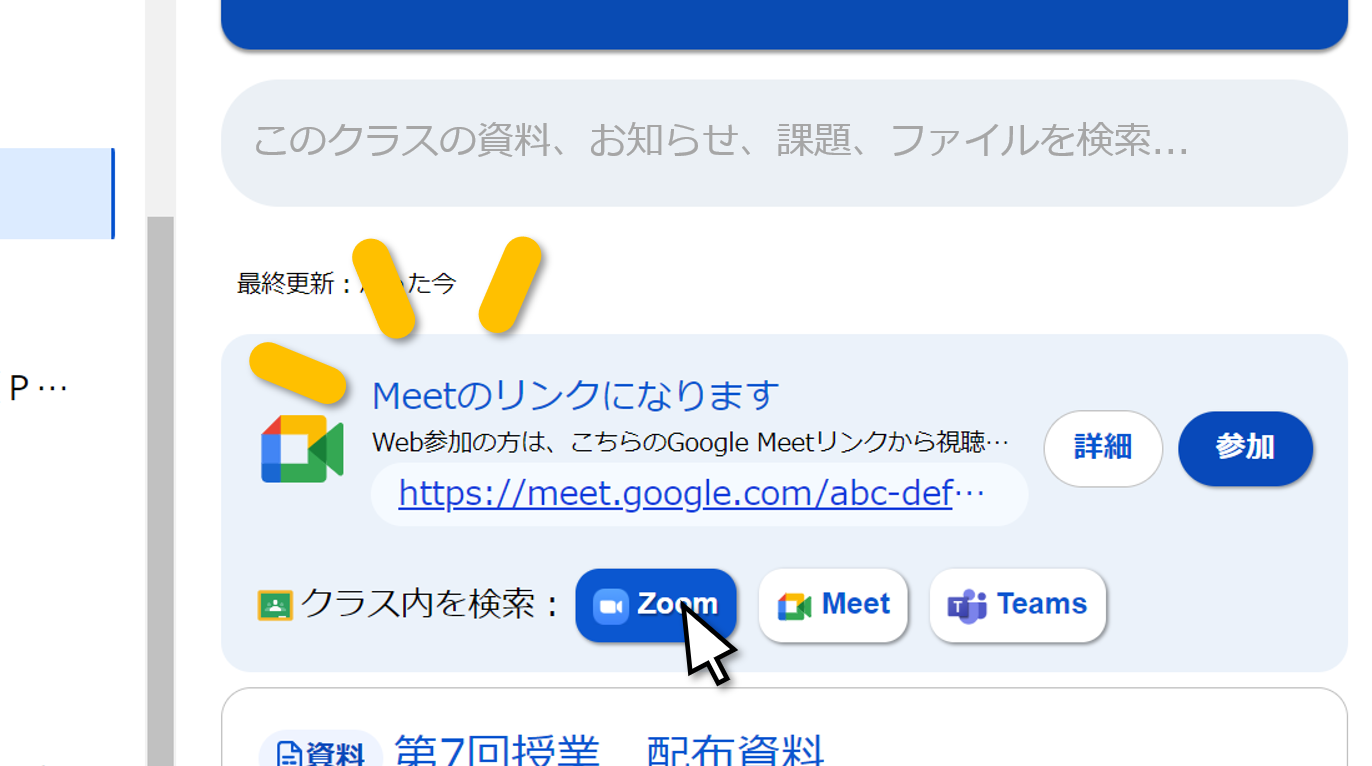 このクラスの資料、お知らせ、課題、ファイルを検索...
最終更新：た今
P …
Meetのリンクになります
Web参加の方は、こちらのGoogle Meetリンクから視聴…
詳細
参加
https://meet.google.com/abc-def…
クラス内を検索：
Zoom
Meet
Teams
資料
第7回授業　配布資料